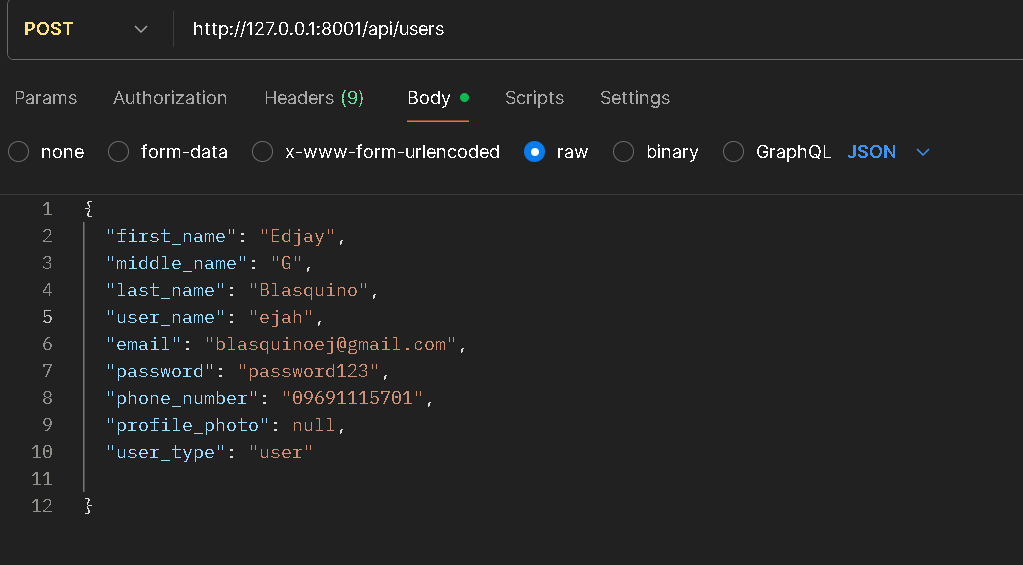 POST http://127.0.0.1:8001/api/users
Params Authorization Headers (9) Body Scripts Settings
none form-data x-www-form-urlencoded raw binary GraphQL JSON
1 {
2 "first_name": "Edjay",
3 "middle_name": "G",
4 "last_name": "Blasquino",
5 "user_name": "ejah",
6 "email": "blasquinoej@gmail.com",
7 "password": "password123",
8 "phone_number": "09691115701",
9 "profile_photo": null,
10 "user_type": "user"
11
12 }